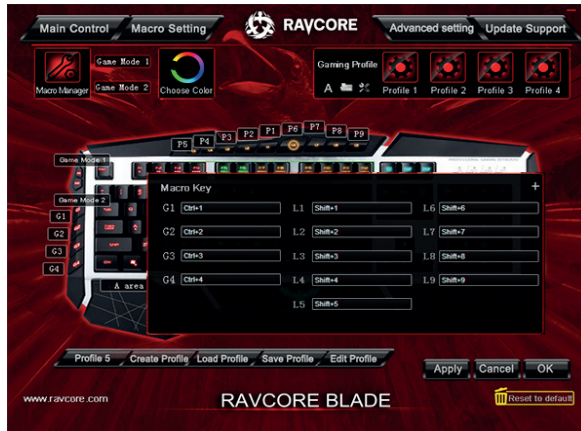 Main Control
Macro Setting
RAVCORE
Advanced setting
Update Support
Macro Manager
Game Mode 1
Game Mode 2
Choose Color
Gaming Profile
A
Profile 1
Profile 2
Profile 3
Profile 4
P5 P4 P3 P2 P1 P6 P7 P8 P9
Game Mode 1
Game Mode 2
G1
G2
G3
G4
A area
Macro Key +
G1 Ctrl+1 L1 Shift+1 L6 Shift+6
G2 Ctrl+2 L2 Shift+2 L7 Shift+7
G3 Ctrl+3 L3 Shift+3 L8 Shift+8
G4 Ctrl+4 L4 Shift+4 L9 Shift+9
L5 Shift+5
Profile 5 Create Profile Load Profile Save Profile Edit Profile
Apply Cancel OK
www.ravcore.com
RAVCORE BLADE
Reset to default